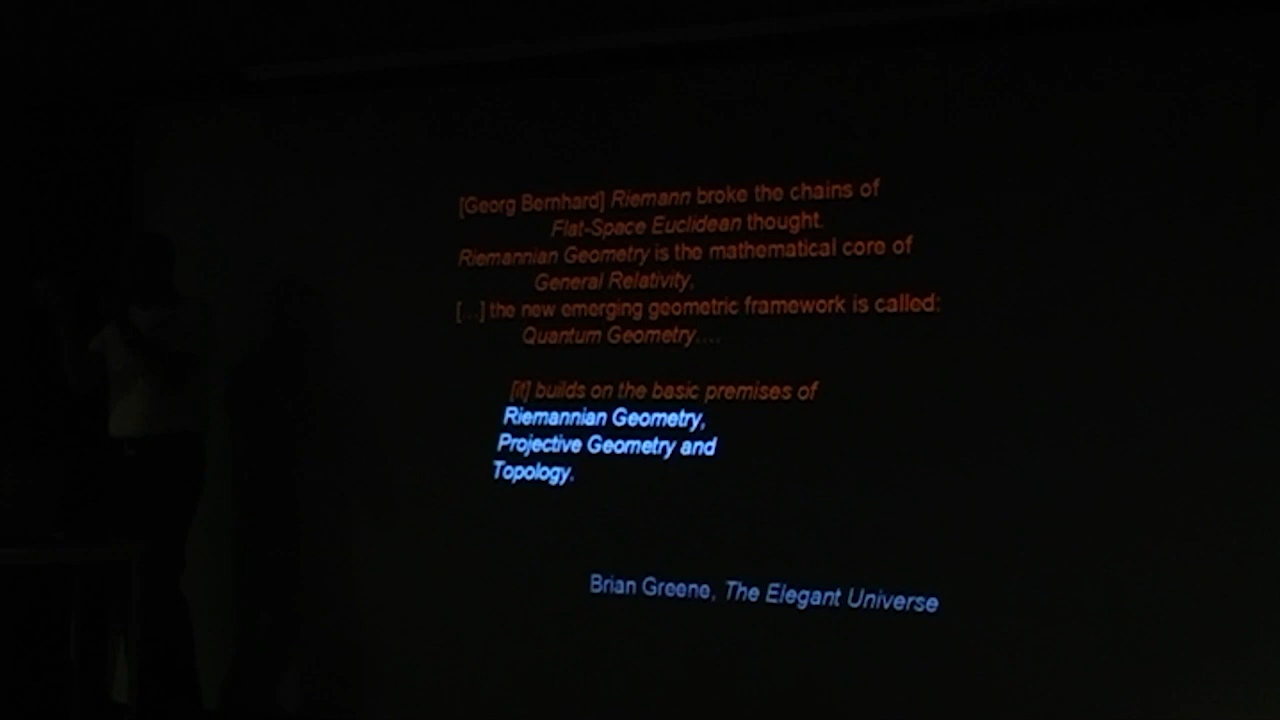 [Georg Bernhard] Riemann broke the chains of
Flat-Space Euclidean thought.
Riemannian Geometry is the mathematical core of
General Relativity,
[...] the new emerging geometric framework is called:
Quantum Geometry....
[it] builds on the basic premises of
Riemannian Geometry,
Projective Geometry and
Topology.
Brian Greene, The Elegant Universe